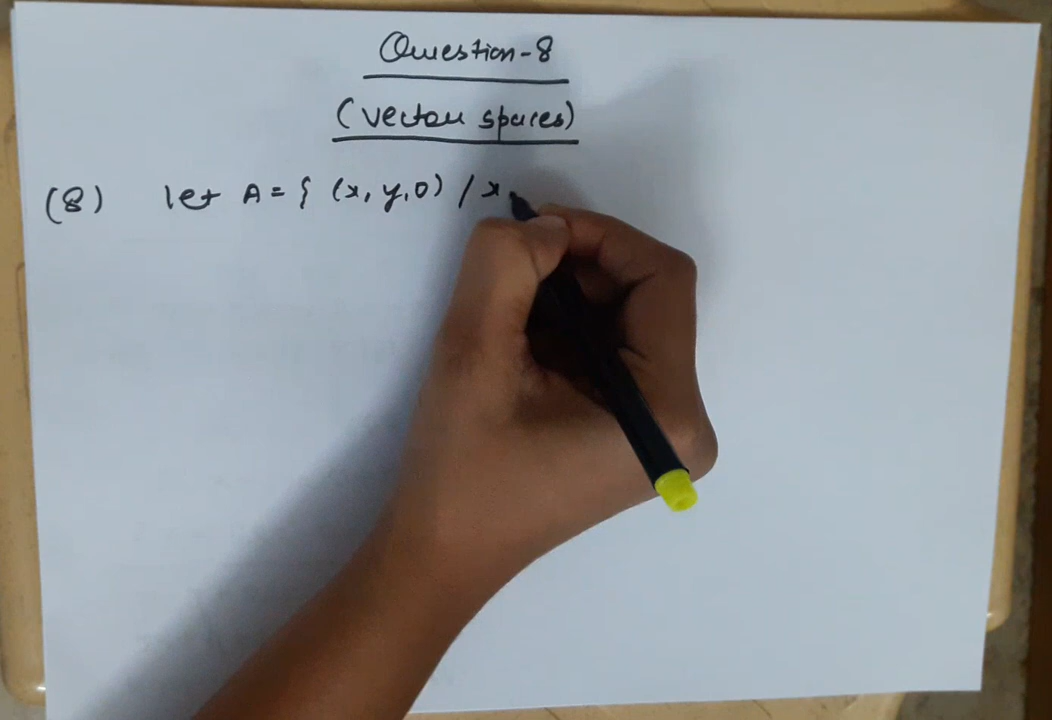 Question-8
(vector spaces)
(8) let A = { (x, y, 0) / x